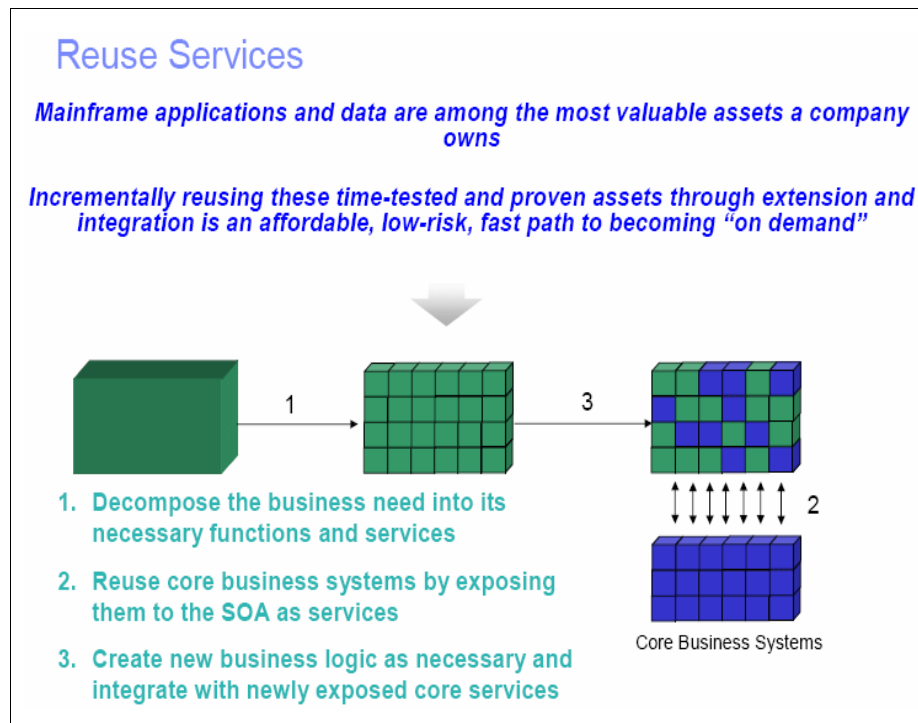 Reuse Services
Mainframe applications and data are among the most valuable assets a company
owns
Incrementally reusing these time-tested and proven assets through extension and
integration is an affordable, low-risk, fast path to becoming “on demand”
1
3
2
1. Decompose the business need into its
necessary functions and services
2. Reuse core business systems by exposing
them to the SOA as services
3. Create new business logic as necessary and
integrate with newly exposed core services
Core Business Systems